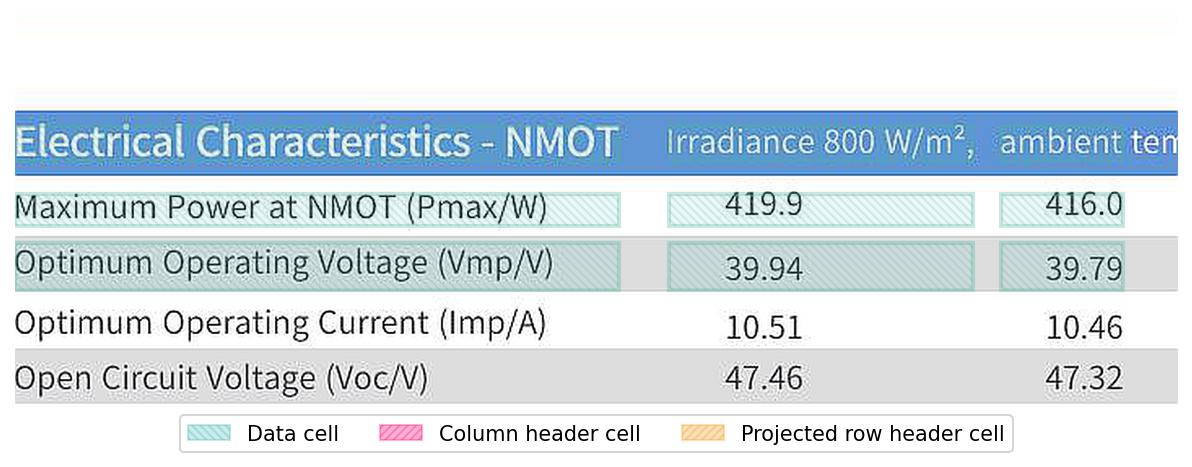 Electrical Characteristics - NMOT Irradiance 800 W/m², ambient tem
Maximum Power at NMOT (Pmax/W) 419.9 416.0
Optimum Operating Voltage (Vmp/V) 39.94 39.79
Optimum Operating Current (Imp/A) 10.51 10.46
Open Circuit Voltage (Voc/V) 47.46 47.32
Data cell Column header cell Projected row header cell